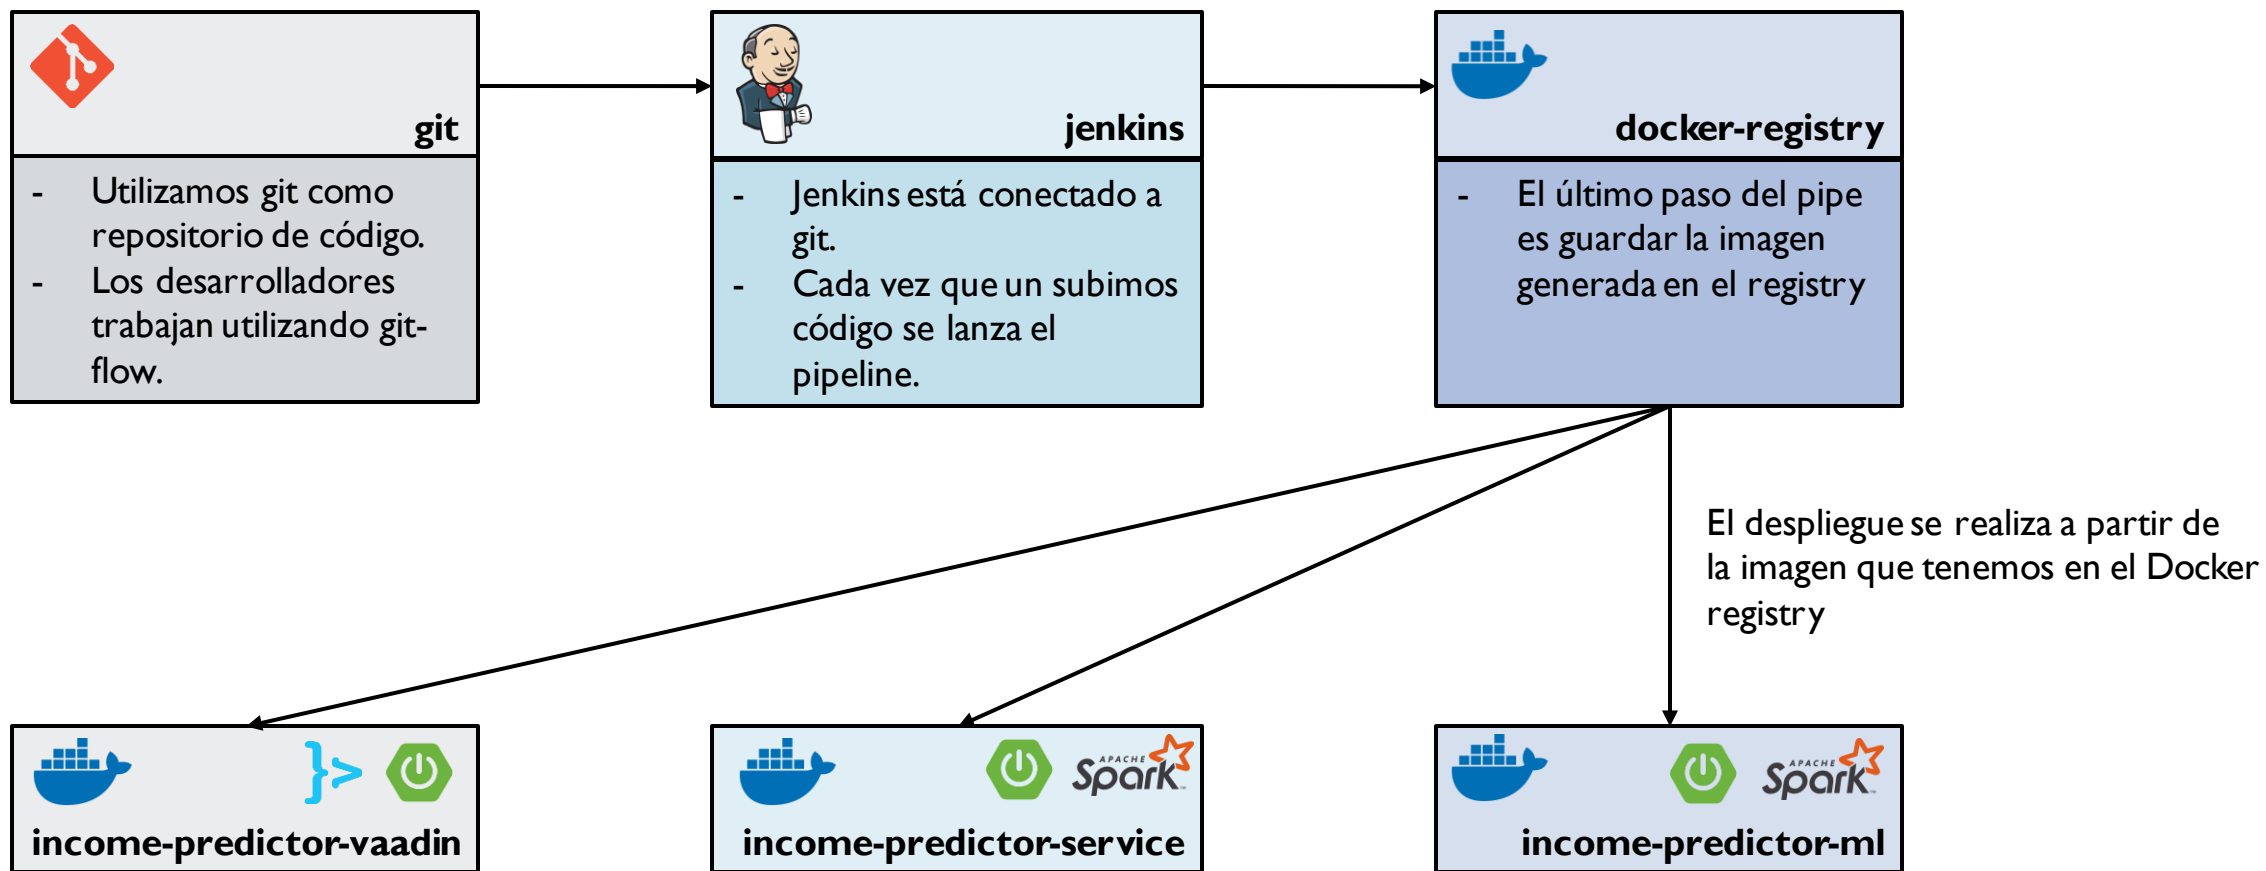 git
- Utilizamos git como
repositorio de código.
- Los desarrolladores
trabajan utilizando git-
flow.
jenkins
- Jenkins está conectado a
git.
- Cada vez que un subimos
código se lanza el
pipeline.
docker-registry
- El último paso del pipe
es guardar la imagen
generada en el registry
El despliegue se realiza a partir de
la imagen que tenemos en el Docker
registry
}>
income-predictor-vaadin
APACHE
Spark
income-predictor-service
APACHE
Spark
income-predictor-ml